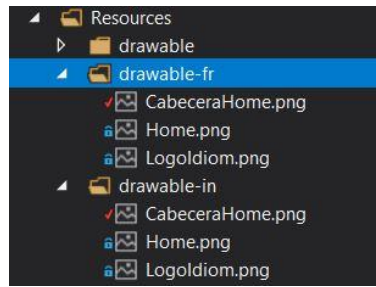 Resources
drawable
drawable-fr
CabeceraHome.png
Home.png
LogoIdiom.png
drawable-in
CabeceraHome.png
Home.png
LogoIdiom.png